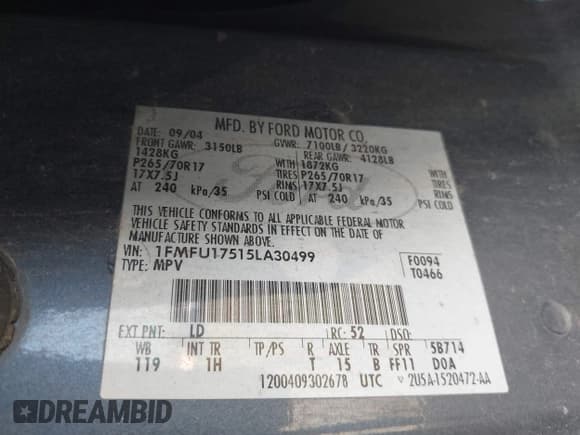 MFD. BY FORD MOTOR CO.
DATE: 09/04 GVWR: 7100LB/ 3220KG
FRONT GAWR: 3150LB REAR GAWR: 4128LB
1428KG WITH 1872KG WITH
P265/70R17 TIRES P265/70R17 TIRES
17X7.5J RIMS 17X7.5J RIMS
AT 240 kPa/35 PSI COLD AT 240 kPa/35 PSI COLD
Ford
THIS VEHICLE CONFORMS TO ALL APPLICABLE FEDERAL MOTOR
VEHICLE SAFETY STANDARDS IN EFFECT ON THE DATE OF
MANUFACTURE SHOWN ABOVE.
VIN: 1FMFU17515LA30499 F0094
TYPE: MPV T0466
EXT PNT: LD RC: 52 DSO:
WB INT TR TP/PS R AXLE TR SPR 5B714
119 1H T 15 B FF11 D0A
1200409302678 UTC 2U5A-1520472-AA
DREAMBID